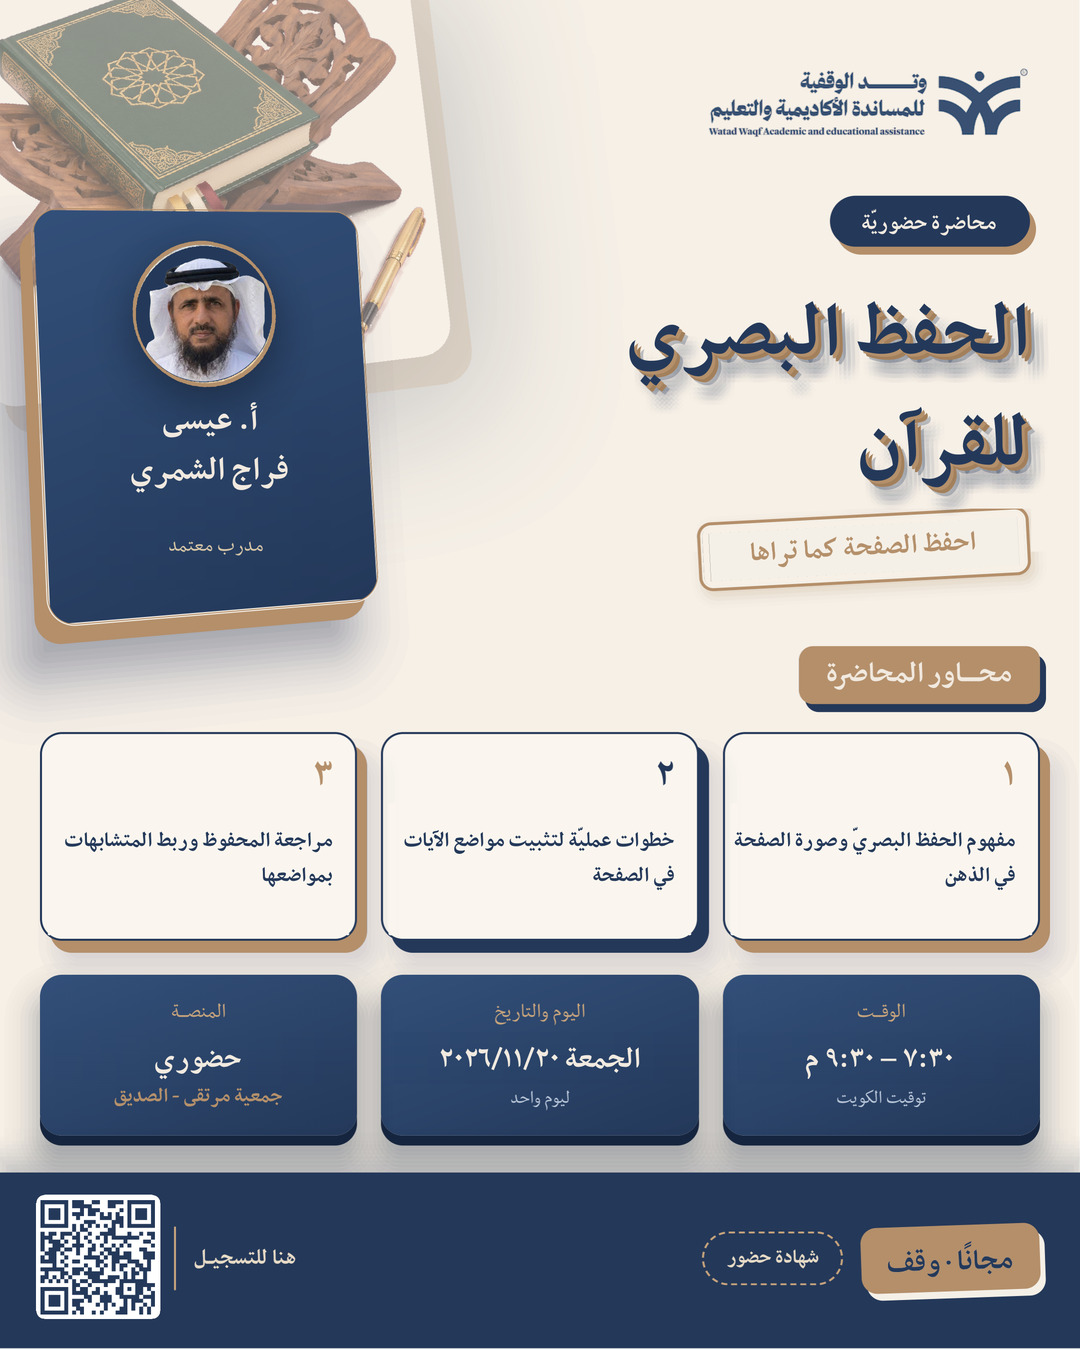 وتـــد الوقفية
للمساندة الأكاديمية والتعليم
Watad Waqf Academic and educational assistance
محاضرة حضوريّة
الحفظ البصري
للقرآن
احفظ الصفحة كما تراها
أ. عيسى
فراج الشمري
مدرب معتمد
محـــاور المحاضرة
١
مفهوم الحفظ البصريّ وصورة الصفحة
في الذهن
٢
خطوات عمليّة لتثبيت مواضع الآيات
في الصفحة
٣
مراجعة المحفوظ وربط المتشابهات
بمواضعها
الوقـت
٧:٣٠ – ٩:٣٠ م
توقيت الكويت
اليوم والتاريخ
الجمعة ٢٠٢٦/١١/٢٠
ليوم واحد
المنصـة
حضوري
جمعية مرتقى - الصديق
مجانًا · وقف
شهادة حضور
هنا للتسجيـل